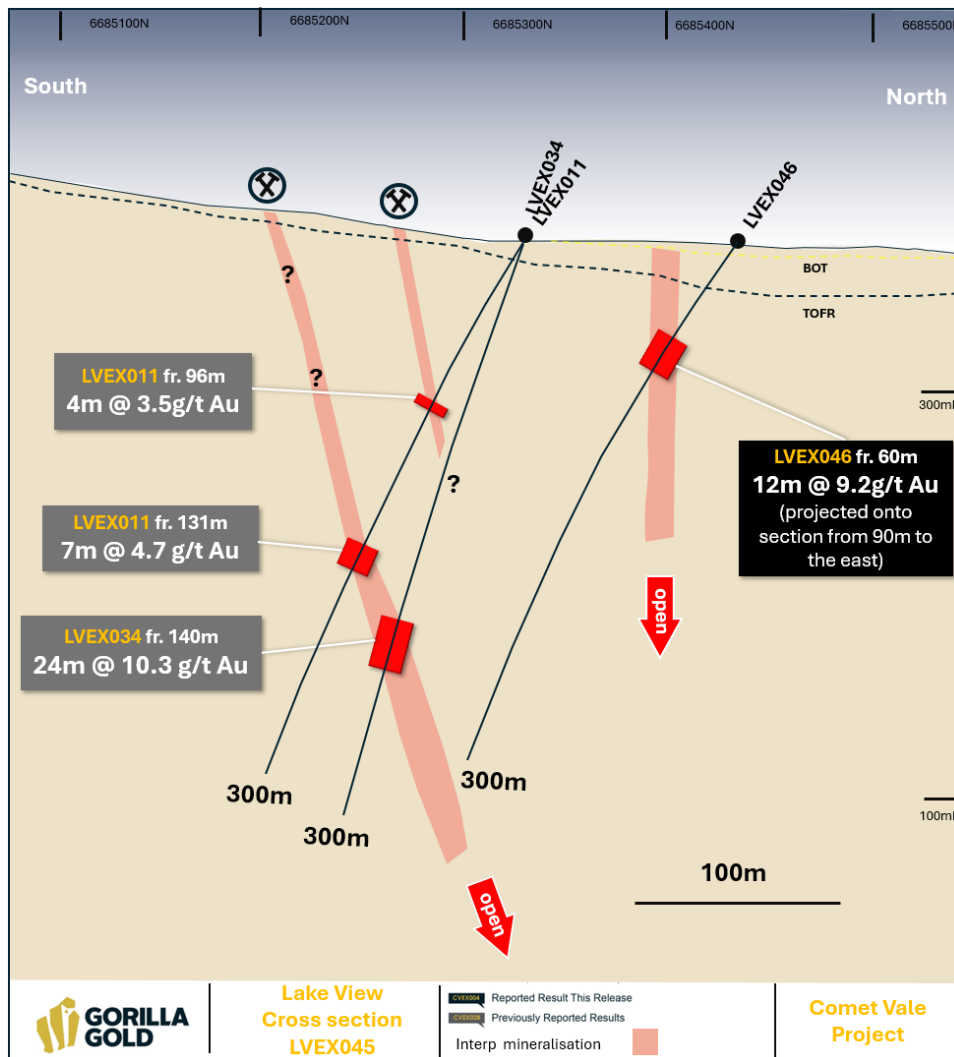 6685100N
6685200N
6685300N
6685400N
6685500N
South
North
LVEX034
LVEX011
LVEX046
BOT
TOFR
?
?
?
LVEX011 fr. 96m
4m @ 3.5g/t Au
300m
LVEX046 fr. 60m
12m @ 9.2g/t Au
(projected onto
section from 90m to
the east)
LVEX011 fr. 131m
7m @ 4.7 g/t Au
LVEX034 fr. 140m
24m @ 10.3 g/t Au
open
300m
300m
300m
100m
100m
open
GORILLA
GOLD
Lake View
Cross section
LVEX045
CVEX004 Reported Result This Release
CVEX028 Previously Reported Results
Interp mineralisation
Comet Vale
Project